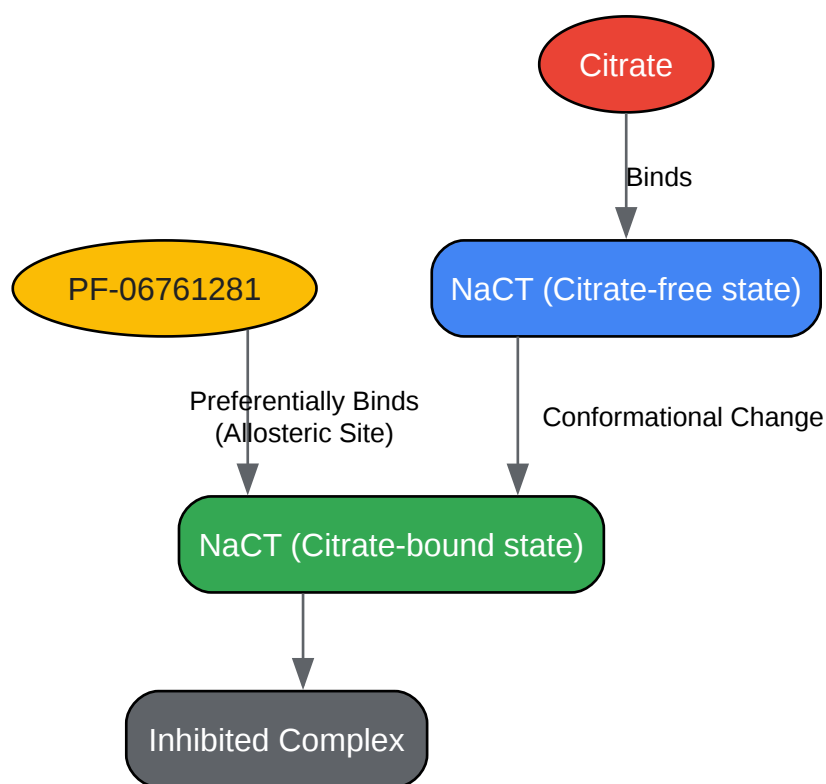 Citrate
Binds
PF-06761281
NaCT (Citrate-free state)
Preferentially Binds
(Allosteric Site)
Conformational Change
NaCT (Citrate-bound state)
Inhibited Complex